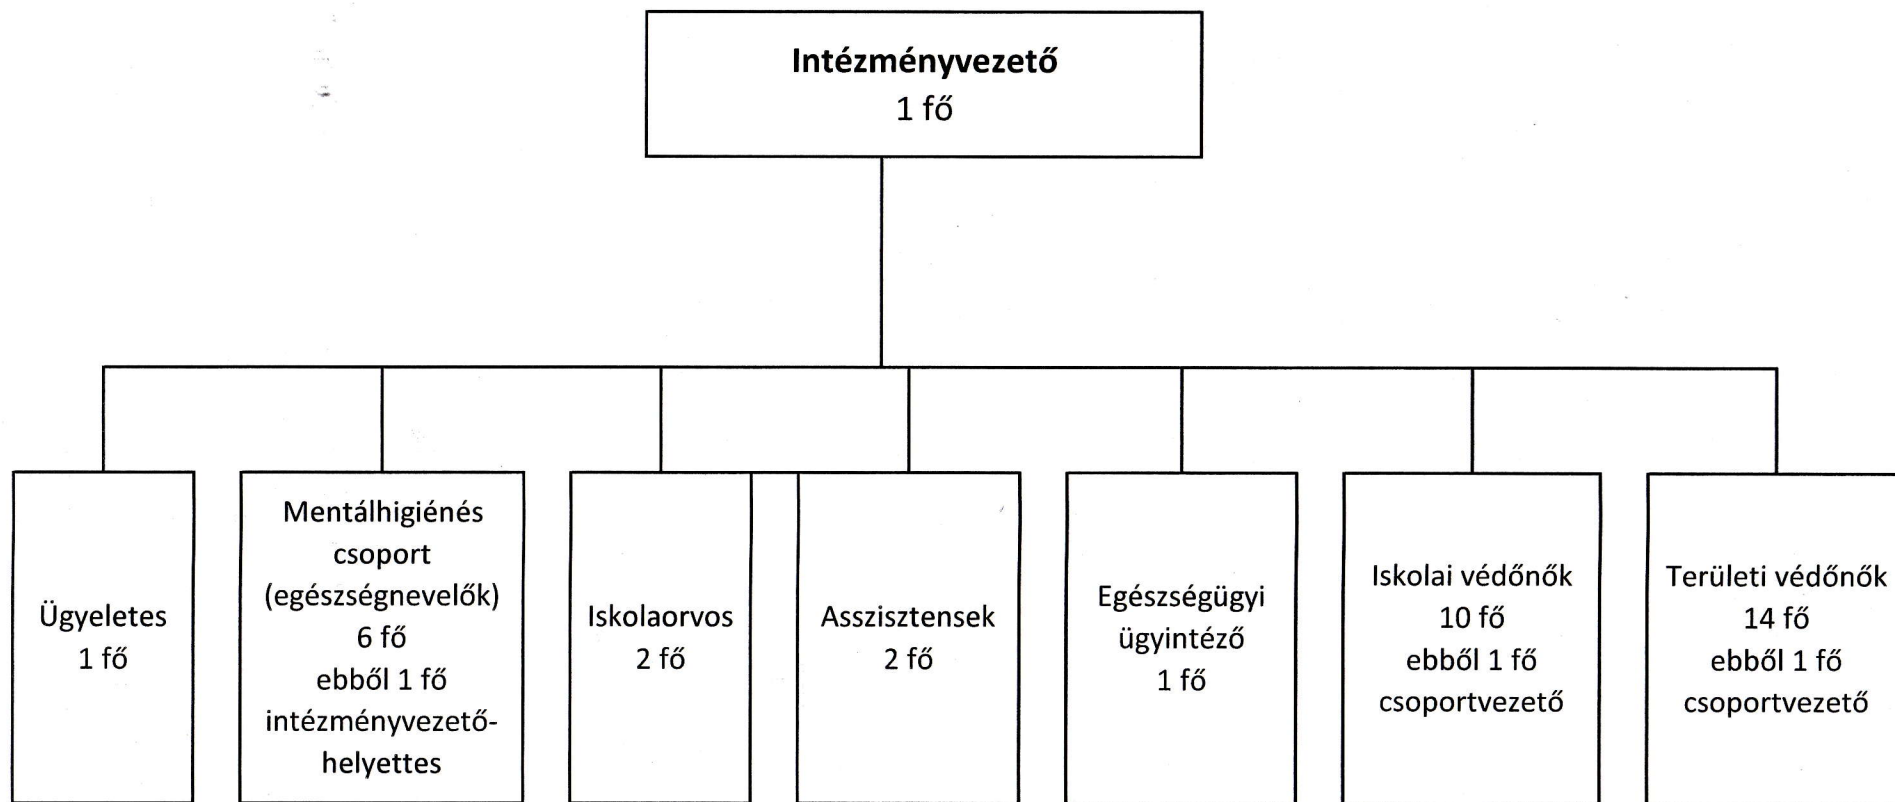 Intézményvezető
1 fő
Ügyeletes
1 fő
Mentálhigiénés
csoport
(egészségnevelők)
6 fő
ebből 1 fő
intézményvezető-
helyettes
Iskolaorvos
2 fő
Asszisztensek
2 fő
Egészségügyi
ügyintéző
1 fő
Iskolai védőnők
10 fő
ebből 1 fő
csoportvezető
Területi védőnők
14 fő
ebből 1 fő
csoportvezető